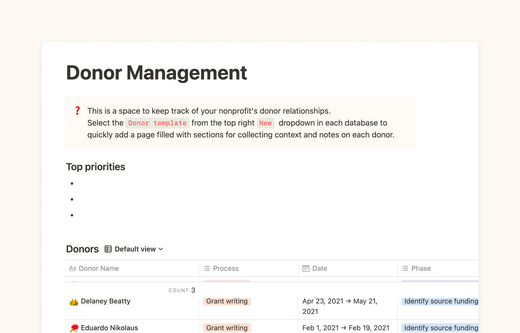 Donor Management
This is a space to keep track of your nonprofit's donor relationships.
Select the Donor template from the top right New dropdown in each database to
quickly add a page filled with sections for collecting context and notes on each donor.
Top priorities
Donors Default view
Donor Name Process Date Phase
COUNT 3
Delaney Beatty Grant writing Apr 23, 2021 → May 21, 2021 Identify source funding
Eduardo Nikolaus Grant writing Feb 1, 2021 → Feb 19, 2021 Identify source funding